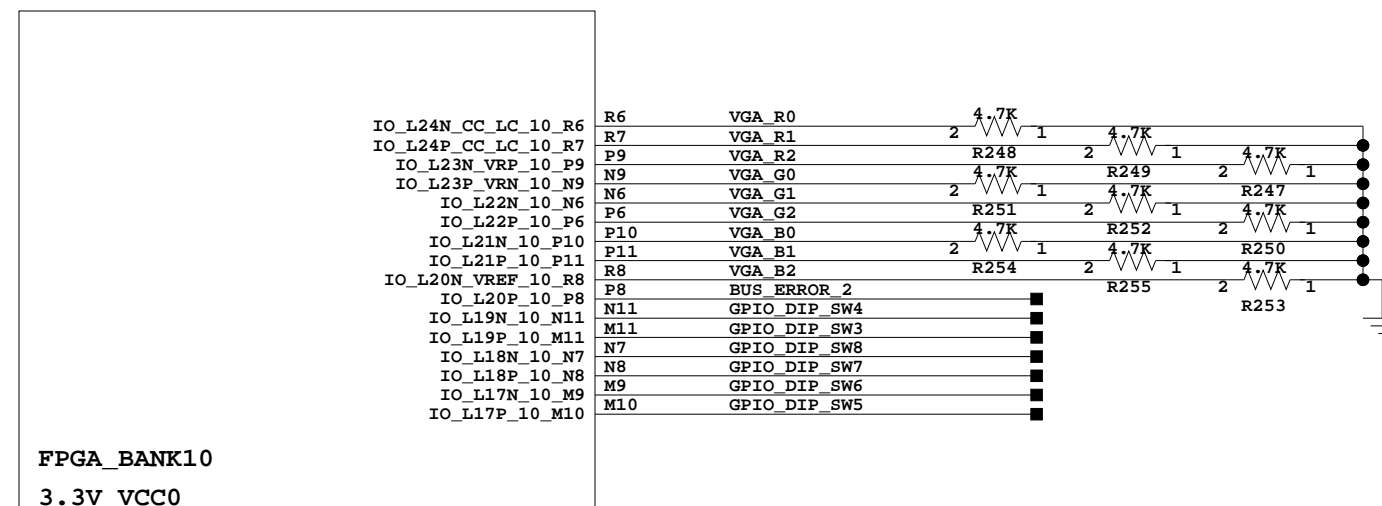 IO_L24N_CC_LC_10_R6 R6 VGA_R0 2 4.7K 1 R248
IO_L24P_CC_LC_10_R7 R7 VGA_R1 2 4.7K 1 R249
IO_L23N_VRP_10_P9 P9 VGA_R2 2 4.7K 1 R247
IO_L23P_VRN_10_N9 N9 VGA_G0 2 4.7K 1 R251
IO_L22N_10_N6 N6 VGA_G1 2 4.7K 1 R252
IO_L22P_10_P6 P6 VGA_G2 2 4.7K 1 R250
IO_L21N_10_P10 P10 VGA_B0 2 4.7K 1 R254
IO_L21P_10_P11 P11 VGA_B1 2 4.7K 1 R255
IO_L20N_VREF_10_R8 R8 VGA_B2 2 4.7K 1 R253
IO_L20P_10_P8 P8 BUS_ERROR_2
IO_L19N_10_N11 N11 GPIO_DIP_SW4
IO_L19P_10_M11 M11 GPIO_DIP_SW3
IO_L18N_10_N7 N7 GPIO_DIP_SW8
IO_L18P_10_N8 N8 GPIO_DIP_SW7
IO_L17N_10_M9 M9 GPIO_DIP_SW6
IO_L17P_10_M10 M10 GPIO_DIP_SW5
FPGA_BANK10
3.3V VCC0